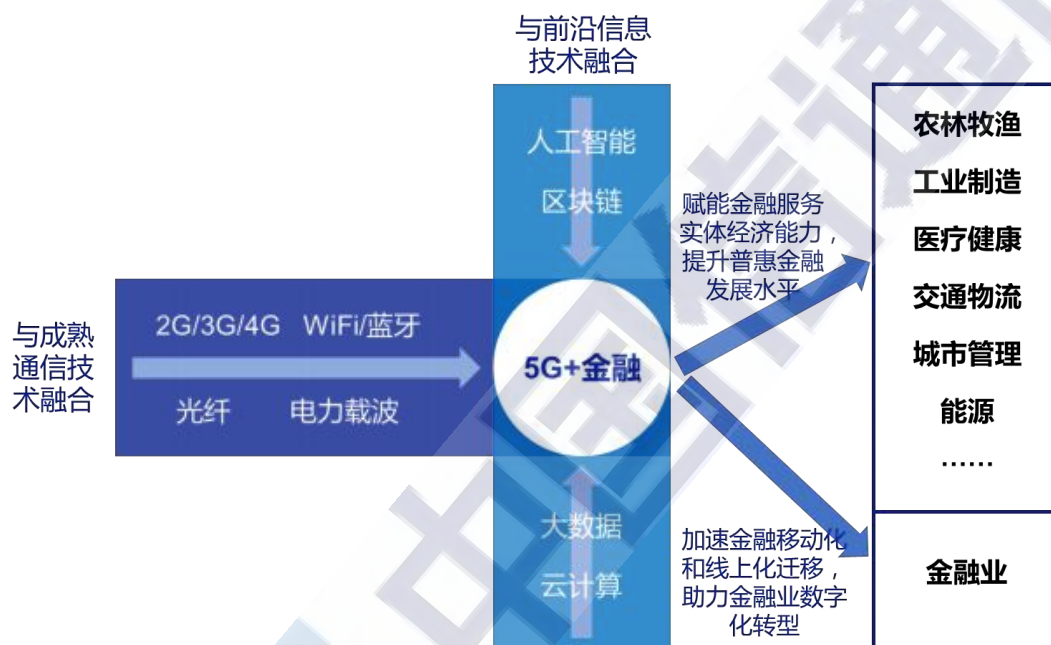 与前沿信息
技术融合
人工智能
区块链
与成熟
通信技
术融合
2G/3G/4G WiFi/蓝牙
光纤 电力载波
5G+金融
大数据
云计算
赋能金融服务
实体经济能力，
提升普惠金融
发展水平
加速金融移动化
和线上化迁移，
助力金融业数字
化转型
农林牧渔
工业制造
医疗健康
交通物流
城市管理
能源
……
金融业
中国信通